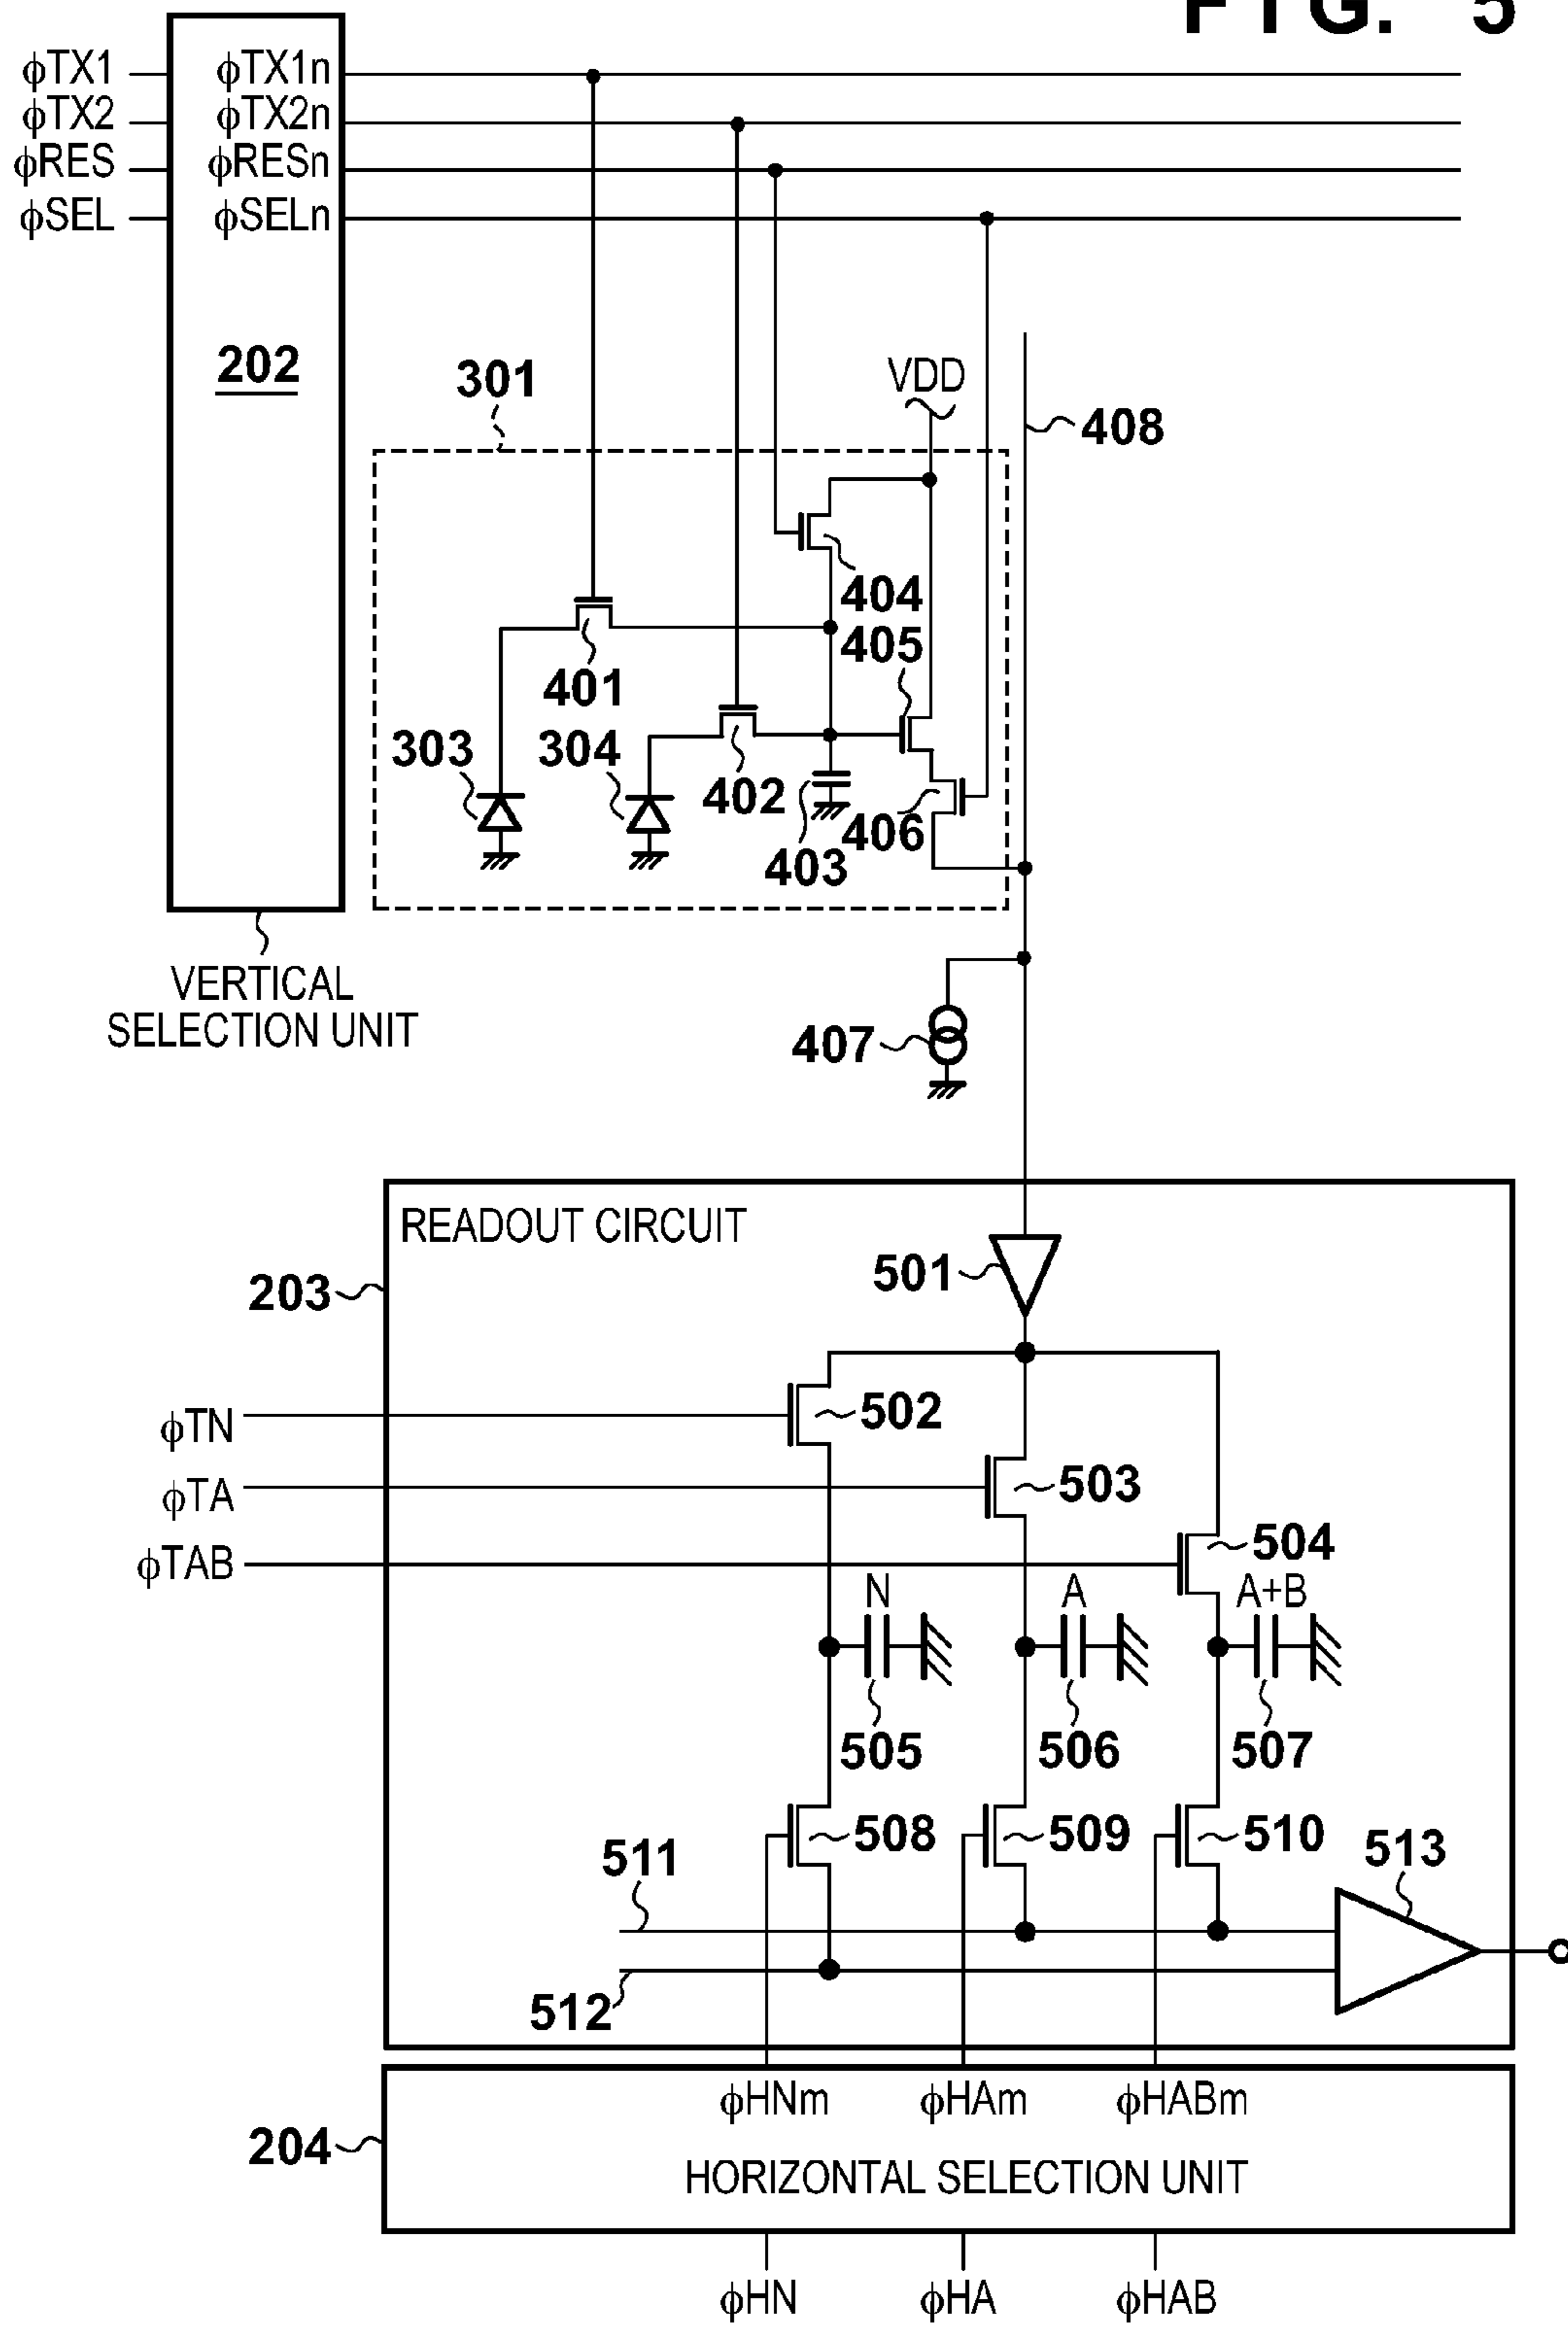 FIG. 5
φTX1 φTX1n
φTX2 φTX2n
φRES φRESn
φSEL φSELn
202
301
VDD
408
404
405
401
303
304
402
406
403
VERTICAL
SELECTION UNIT
407
READOUT CIRCUIT
501
203
φTN
502
φTA
503
φTAB
504
N
A
A+B
505
506
507
508
509
510
511
513
512
φHNm
φHAm
φHABm
204
HORIZONTAL SELECTION UNIT
φHN
φHA
φHAB